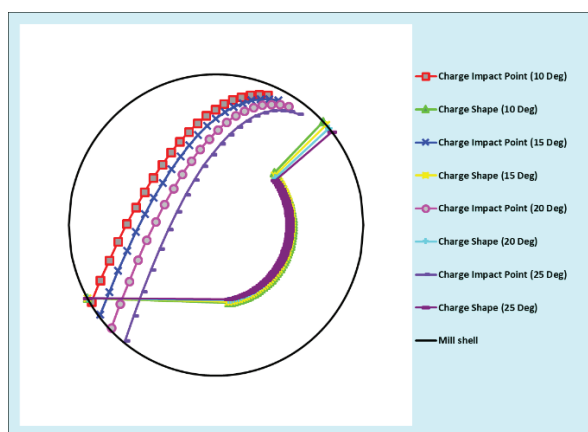 Charge Impact Point (10 Deg)
Charge Shape (10 Deg)
Charge Impact Point (15 Deg)
Charge Shape (15 Deg)
Charge Impact Point (20 Deg)
Charge Shape (20 Deg)
Charge Impact Point (25 Deg)
Charge Shape (25 Deg)
Mill shell